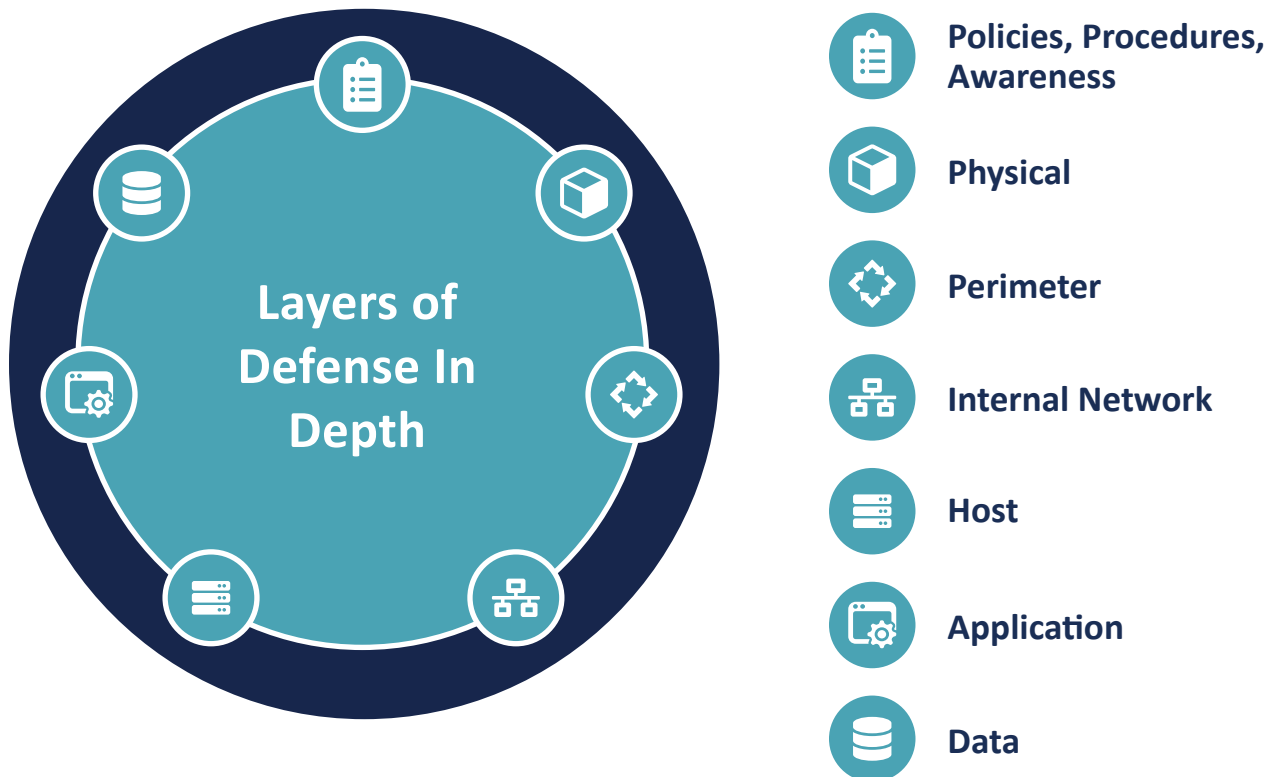 Layers of
Defense In
Depth
Policies, Procedures,
Awareness
Physical
Perimeter
Internal Network
Host
Application
Data